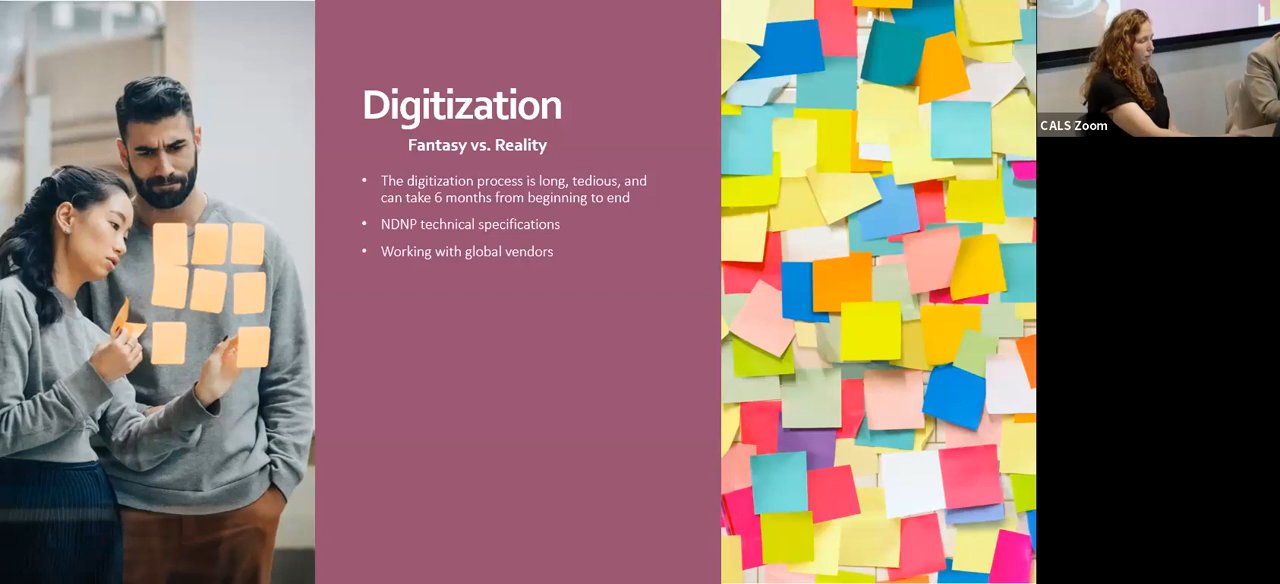 Digitization
Fantasy vs. Reality
• The digitization process is long, tedious, and
can take 6 months from beginning to end
• NDNP technical specifications
• Working with global vendors
CALS Zoom